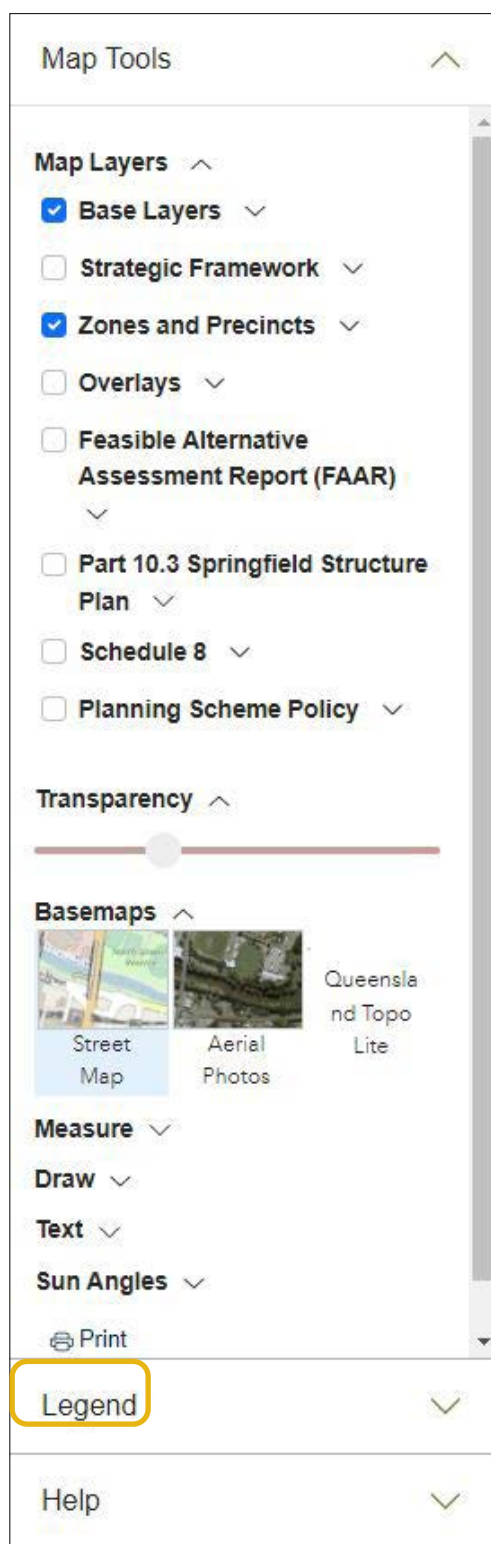 Map Tools
Map Layers
Base Layers
Strategic Framework
Zones and Precincts
Overlays
Feasible Alternative
Assessment Report (FAAR)
Part 10.3 Springfield Structure
Plan
Schedule 8
Planning Scheme Policy
Transparency
Basemaps
Street
Map
Aerial
Photos
Queensla
nd Topo
Lite
Measure
Draw
Text
Sun Angles
Print
Legend
Help